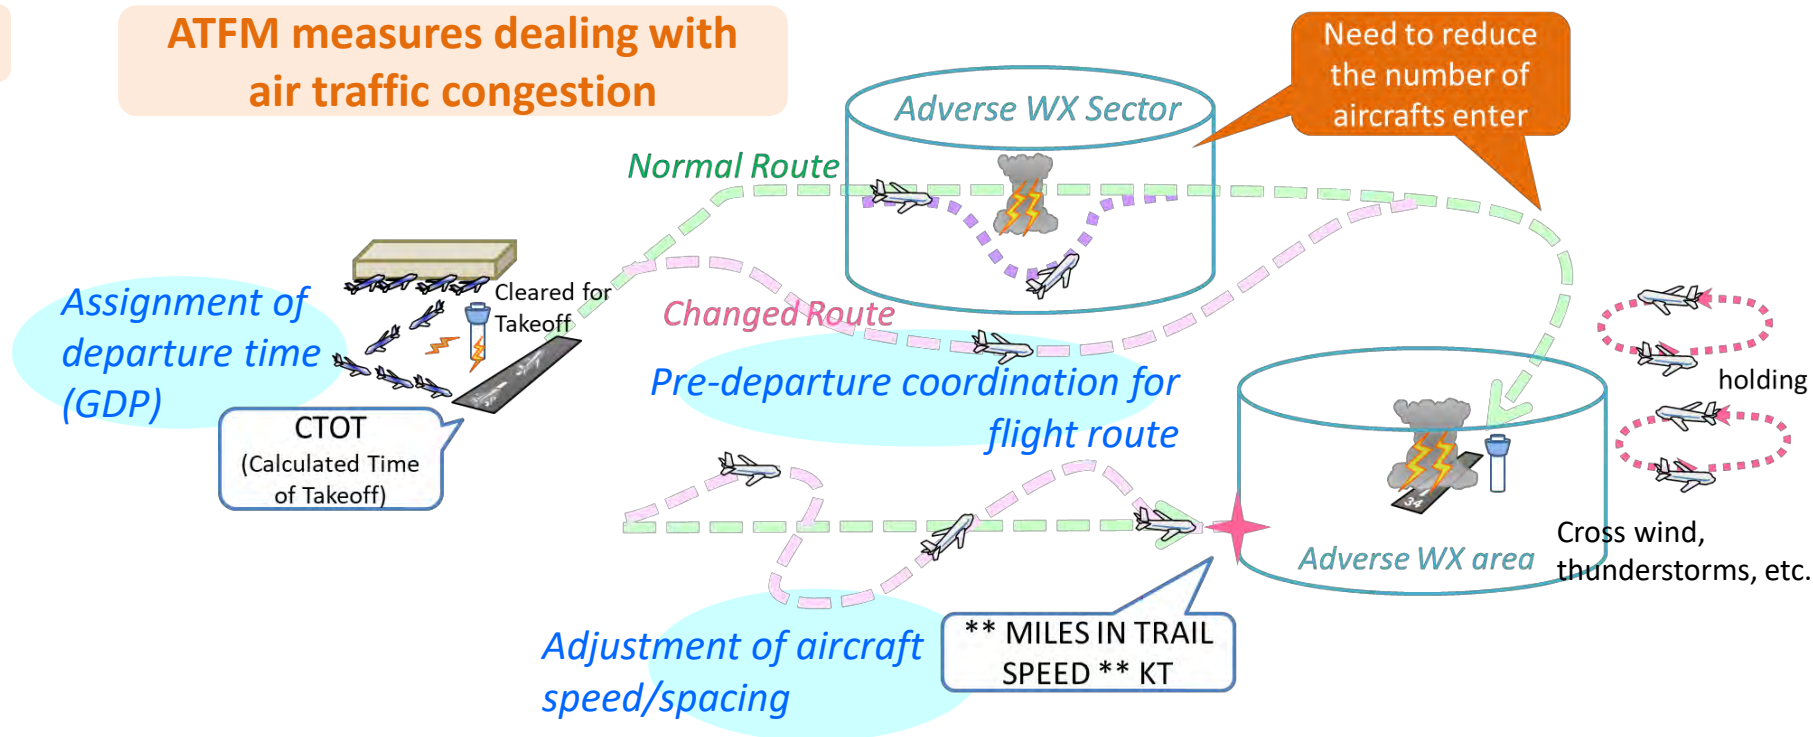 ATFM measures dealing with
air traffic congestion
Need to reduce
the number of
aircrafts enter
Adverse WX Sector
Normal Route
Cleared for
Takeoff
Assignment of
departure time
(GDP)
Changed Route
CTOT
(Calculated Time
of Takeoff)
Pre-departure coordination for
flight route
holding
34
Cross wind,
thunderstorms, etc.
Adverse WX area
** MILES IN TRAIL
SPEED ** KT
Adjustment of aircraft
speed/spacing